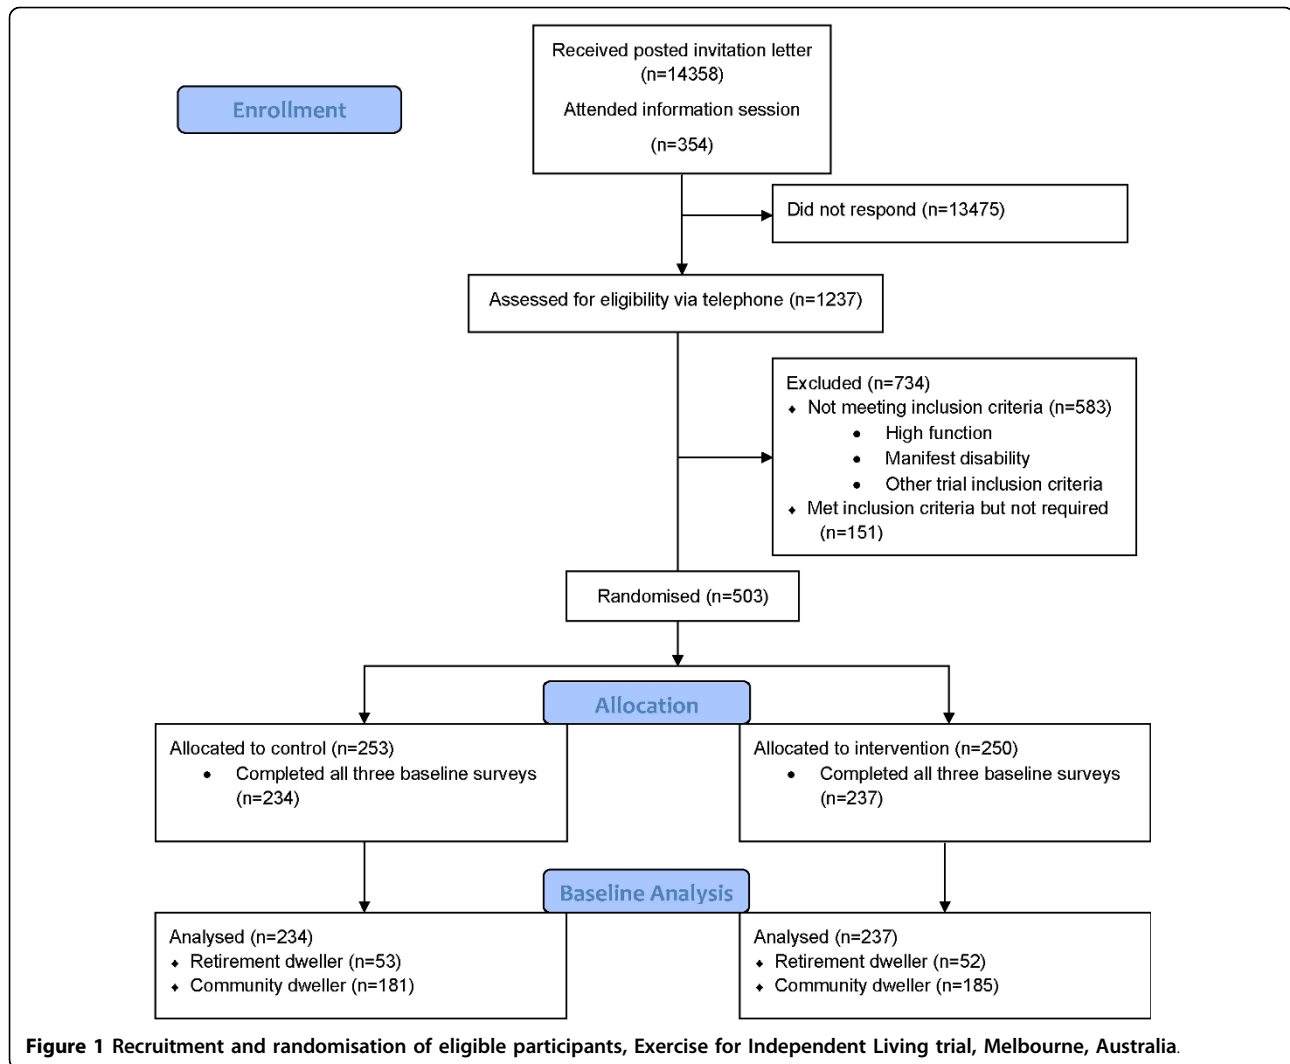 Enrollment
Received posted invitation letter
(n=14358)
Attended information session
(n=354)
Did not respond (n=13475)
Assessed for eligibility via telephone (n=1237)
Excluded (n=734)
♦ Not meeting inclusion criteria (n=583)
● High function
● Manifest disability
● Other trial inclusion criteria
♦ Met inclusion criteria but not required
(n=151)
Randomised (n=503)
Allocation
Allocated to control (n=253)
● Completed all three baseline surveys
(n=234)
Allocated to intervention (n=250)
● Completed all three baseline surveys
(n=237)
Baseline Analysis
Analysed (n=234)
♦ Retirement dweller (n=53)
♦ Community dweller (n=181)
Analysed (n=237)
♦ Retirement dweller (n=52)
♦ Community dweller (n=185)
Figure 1 Recruitment and randomisation of eligible participants, Exercise for Independent Living trial, Melbourne, Australia.